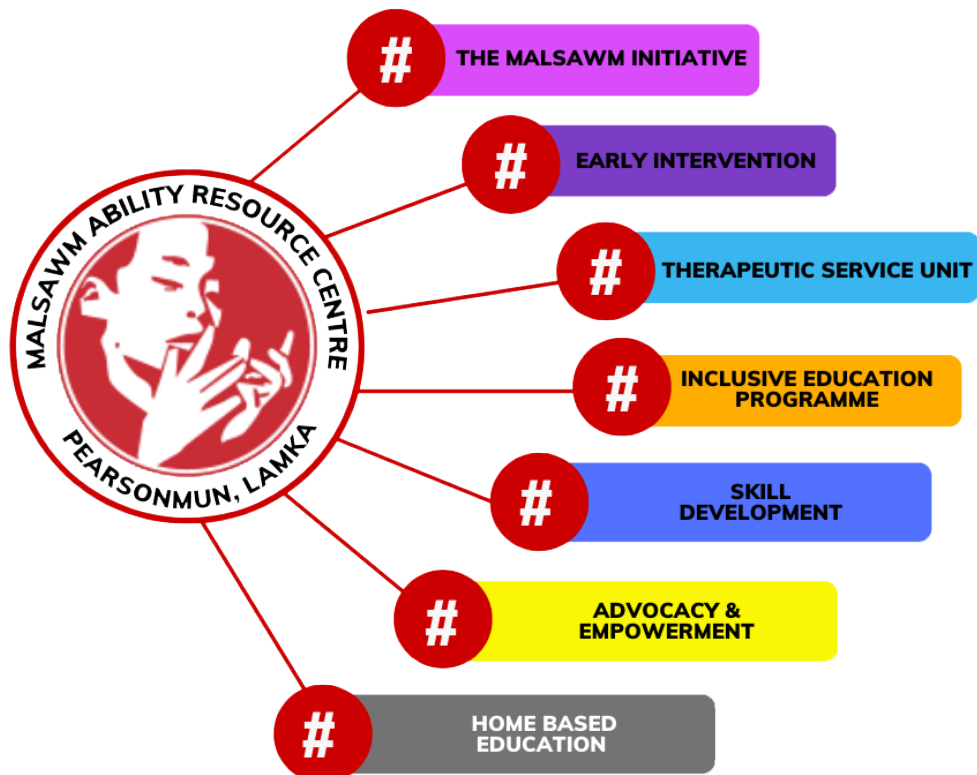 MALSAWM ABILITY RESOURCE CENTRE
PEARSONMUN, LAMKA
# THE MALSAWM INITIATIVE
# EARLY INTERVENTION
# THERAPEUTIC SERVICE UNIT
# INCLUSIVE EDUCATION
PROGRAMME
# SKILL
DEVELOPMENT
# ADVOCACY &
EMPOWERMENT
# HOME BASED
EDUCATION